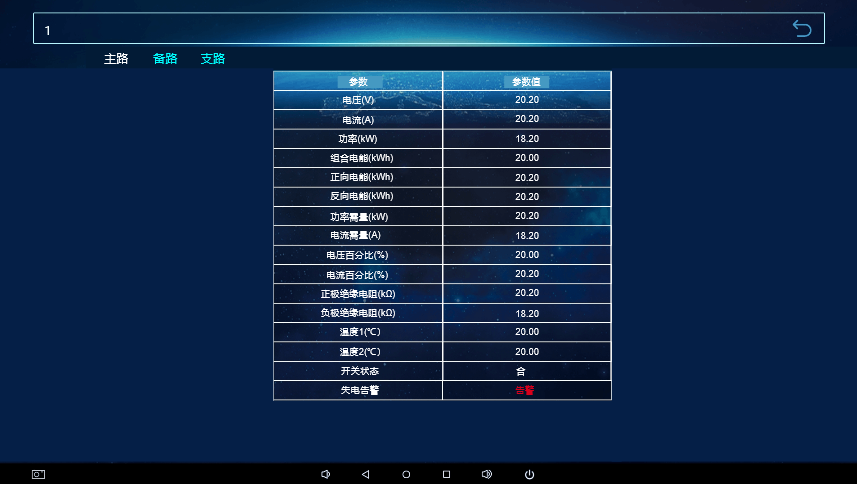 1
主路 备路 支路
参数 参数值
电压(V) 20.20
电流(A) 20.20
功率(kW) 18.20
组合电能(kWh) 20.00
正向电能(kWh) 20.20
反向电能(kWh) 20.20
功率需量(kW) 20.20
电流需量(A) 18.20
电压百分比(%) 20.00
电流百分比(%) 20.20
正极绝缘电阻(kΩ) 20.20
负极绝缘电阻(kΩ) 18.20
温度1(℃) 20.00
温度2(℃) 20.00
开关状态 合
失电告警 告警